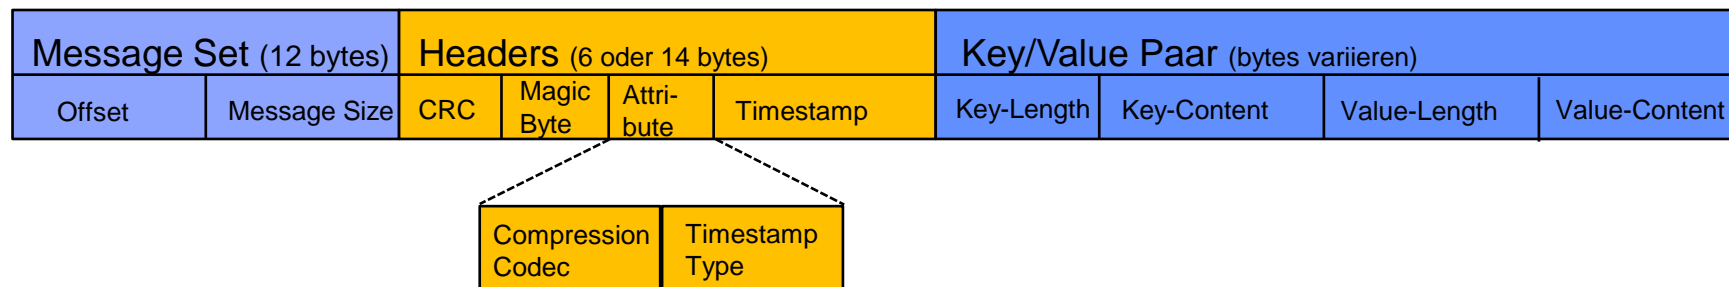 Message Set (12 bytes)
Headers (6 oder 14 bytes)
Key/Value Paar (bytes variieren)
Offset
Message Size
CRC
Magic
Byte
Attri-
bute
Timestamp
Key-Length
Key-Content
Value-Length
Value-Content
Compression
Codec
Timestamp
Type